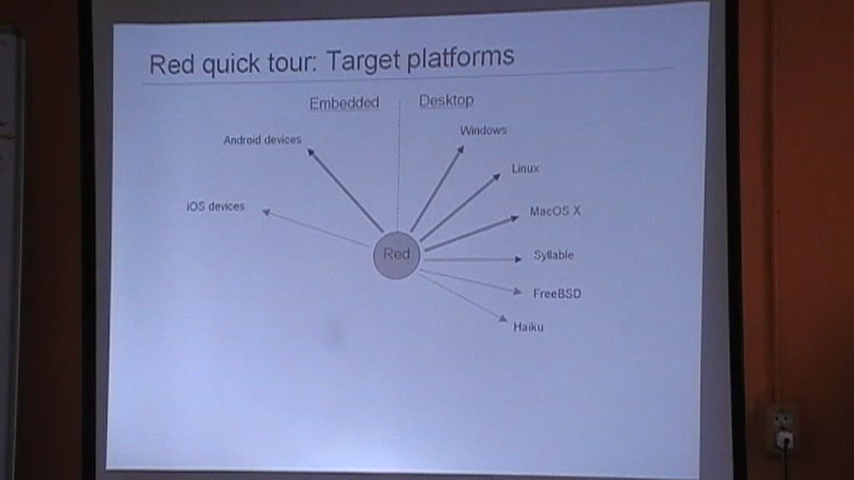 Red quick tour: Target platforms
Embedded
Desktop
Android devices
Windows
Linux
iOS devices
MacOS X
Red
Syllable
FreeBSD
Haiku